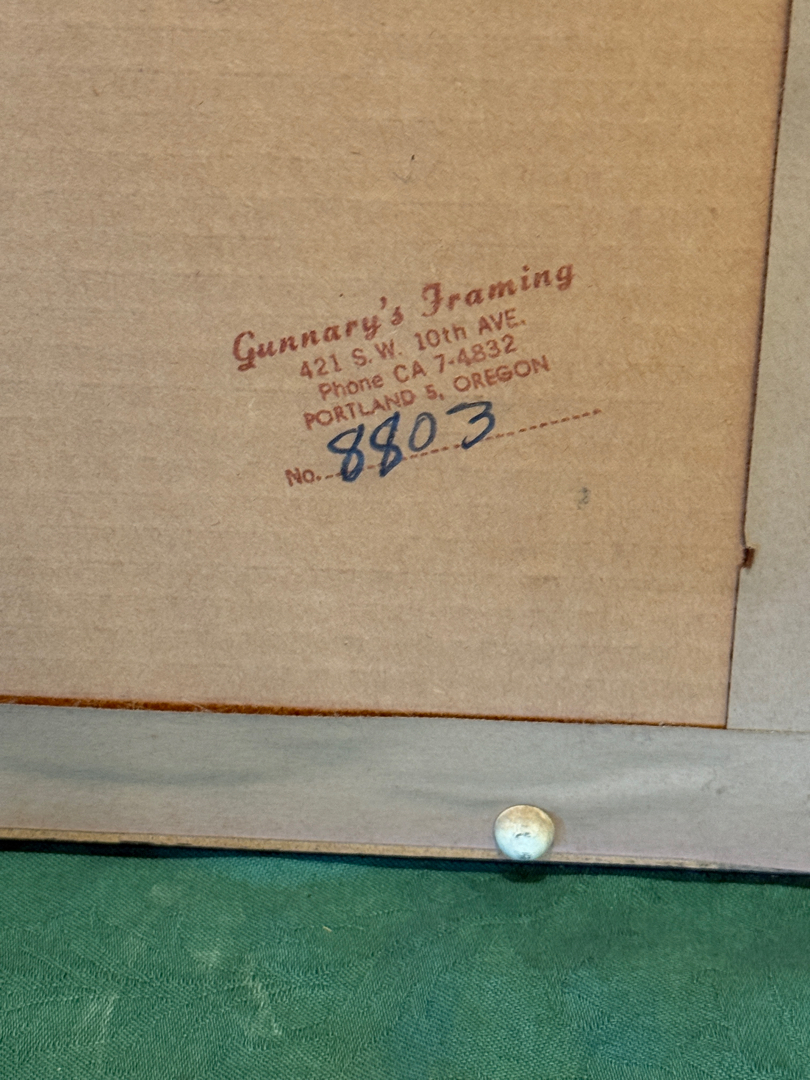 Gunnary's Framing
421 S.W. 10th AVE.
Phone CA 7-4832
PORTLAND 5, OREGON
No. 8803